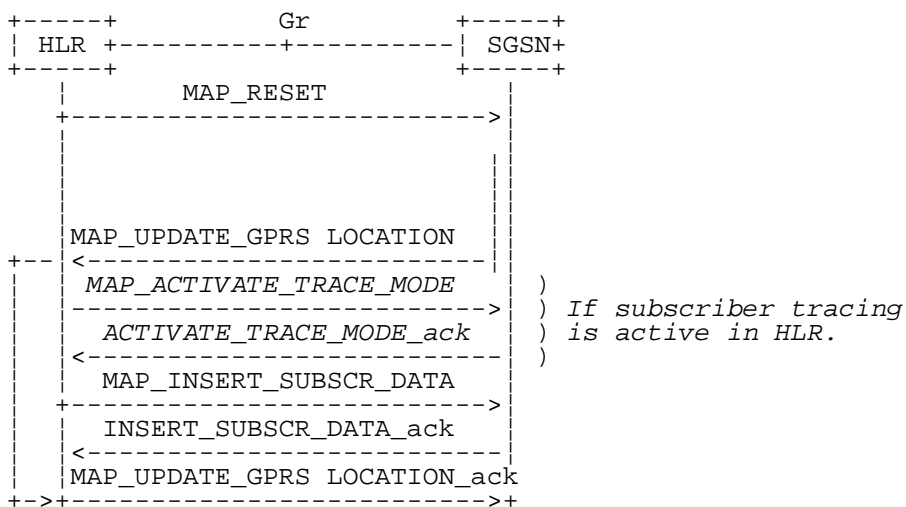 Gr
HLR SGSN
MAP_RESET
MAP_UPDATE_GPRS LOCATION
MAP_ACTIVATE_TRACE_MODE )
) If subscriber tracing
ACTIVATE_TRACE_MODE_ack ) is active in HLR.
)
MAP_INSERT_SUBSCR_DATA
INSERT_SUBSCR_DATA_ack
MAP_UPDATE_GPRS LOCATION_ack